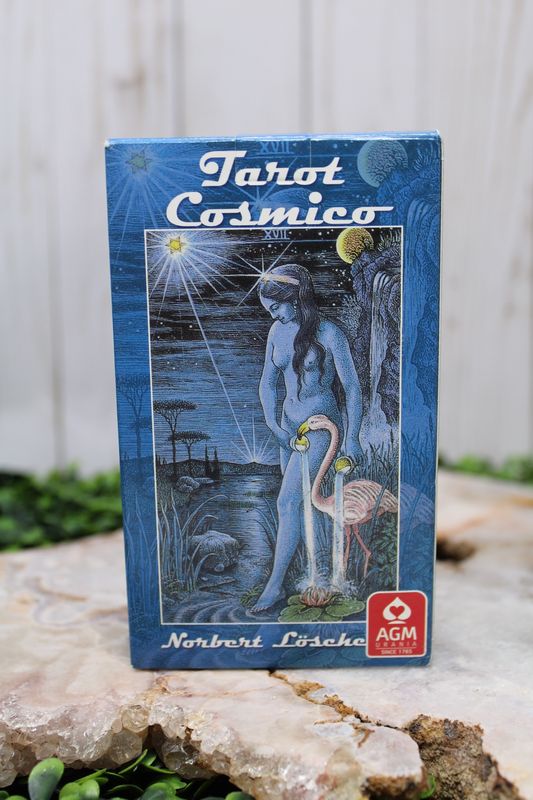 XVII
Tarot
Cosmico
XVII
Norbert Lösche
AGM
URANIA
SINCE 1765